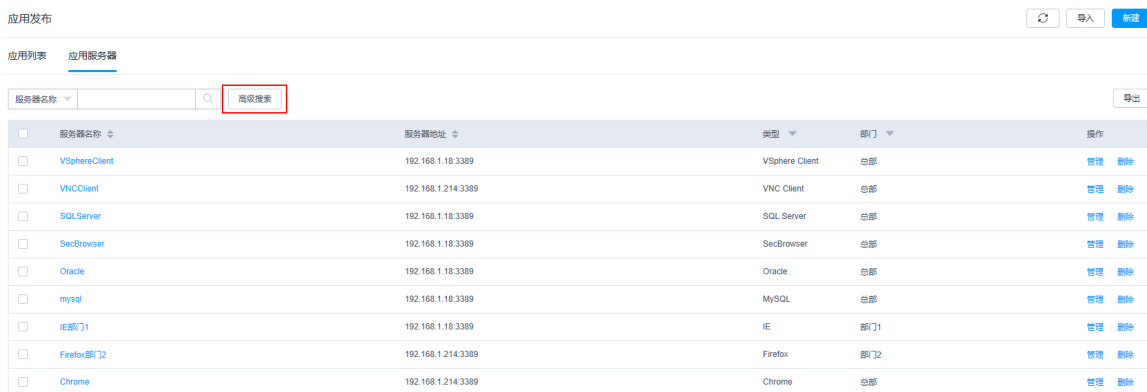 应用发布 导入 新建
应用列表 应用服务器
服务器名称 高级搜索 导出
服务器名称 服务器地址 类型 部门 操作
VSphereClient 192.168.1.18:3389 VSphere Client 总部 管理 删除
VNCClient 192.168.1.214:3389 VNC Client 总部 管理 删除
SQLServer 192.168.1.18:3389 SQL Server 总部 管理 删除
SecBrowser 192.168.1.18:3389 SecBrowser 总部 管理 删除
Oracle 192.168.1.18:3389 Oracle 总部 管理 删除
mysql 192.168.1.18:3389 MySQL 总部 管理 删除
IE部门1 192.168.1.18:3389 IE 部门1 管理 删除
Firefox部门2 192.168.1.214:3389 Firefox 部门2 管理 删除
Chrome 192.168.1.214:3389 Chrome 总部 管理 删除